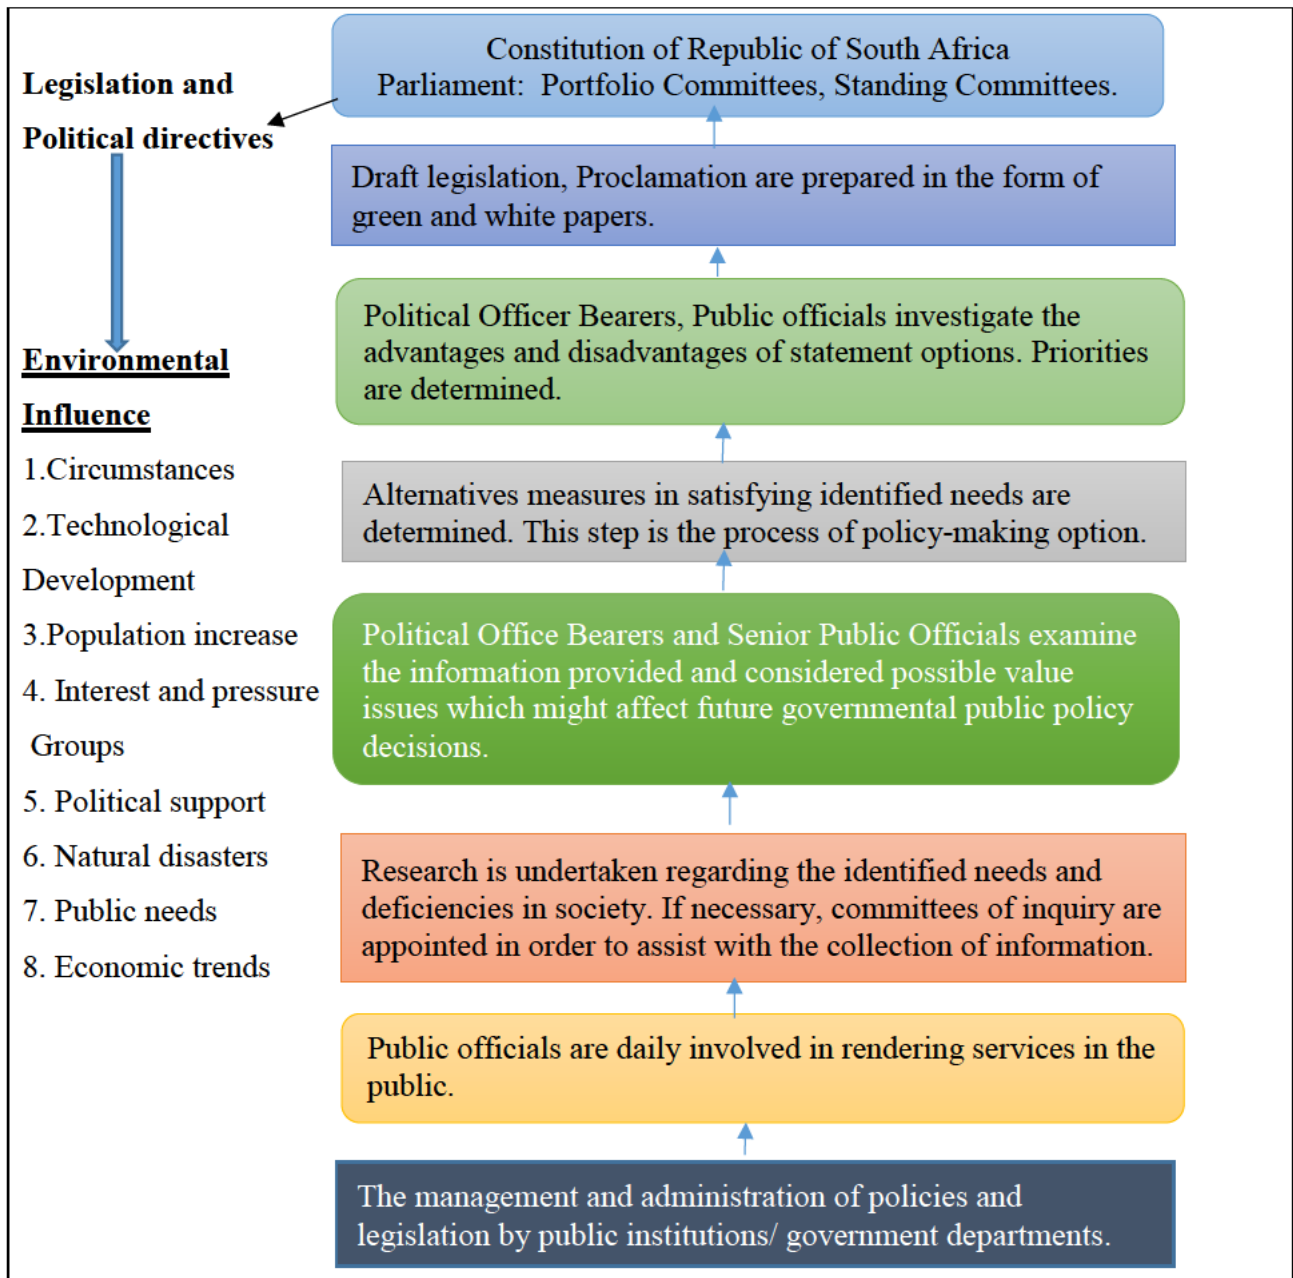 Constitution of Republic of South Africa
Parliament:  Portfolio Committees, Standing Committees.
Legislation and
Political directives
Draft legislation, Proclamation are prepared in the form of
green and white papers.
Political Officer Bearers, Public officials investigate the
advantages and disadvantages of statement options. Priorities
are determined.
Environmental
Influence
1.Circumstances
2.Technological
Development
3.Population increase
4. Interest and pressure
Groups
5. Political support
6. Natural disasters
7. Public needs
8. Economic trends
Alternatives measures in satisfying identified needs are
determined. This step is the process of policy-making option.
Political Office Bearers and Senior Public Officials examine
the information provided and considered possible value
issues which might affect future governmental public policy
decisions.
Research is undertaken regarding the identified needs and
deficiencies in society. If necessary, committees of inquiry are
appointed in order to assist with the collection of information.
Public officials are daily involved in rendering services in the
public.
The management and administration of policies and
legislation by public institutions/ government departments.